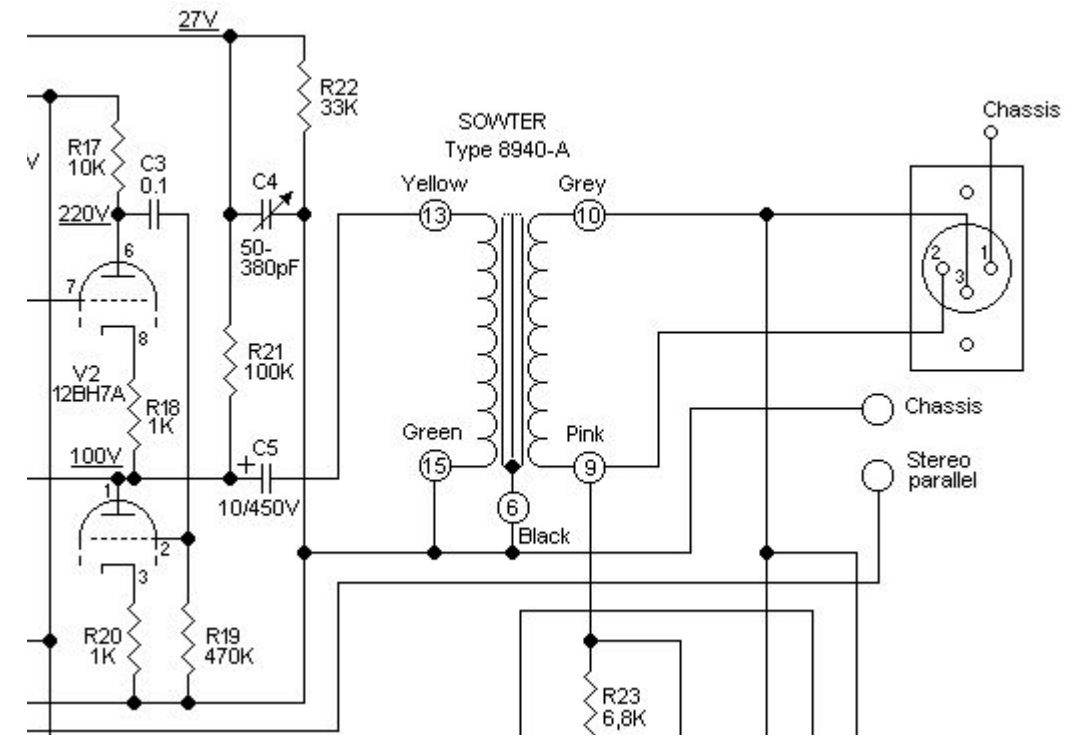 27V
R22
33K
SOWTER
Type 8940-A
Chassis
V
R17
10K
C3
0.1
C4
Yellow
Grey
220V
13
10
50-
380pF
6
7
8
2
3
1
V2
12BH7A
R18
1K
R21
100K
Green
Pink
Chassis
100V
+
C5
15
9
Stereo
parallel
10/450V
1
6
Black
2
3
R20
1K
R19
470K
R23
6,8K